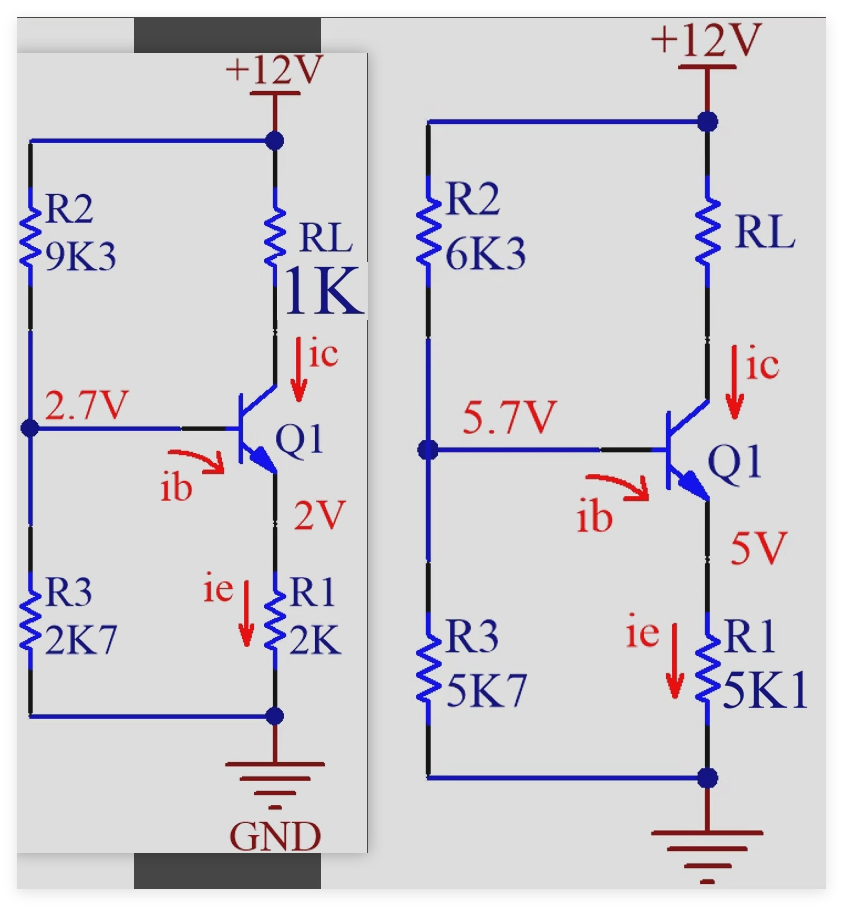 +12V
R2
9K3
RL
1K
ic
2.7V
Q1
ib
2V
ie
R3
2K7
R1
2K
GND
+12V
R2
6K3
RL
ic
5.7V
Q1
ib
5V
ie
R3
5K7
R1
5K1